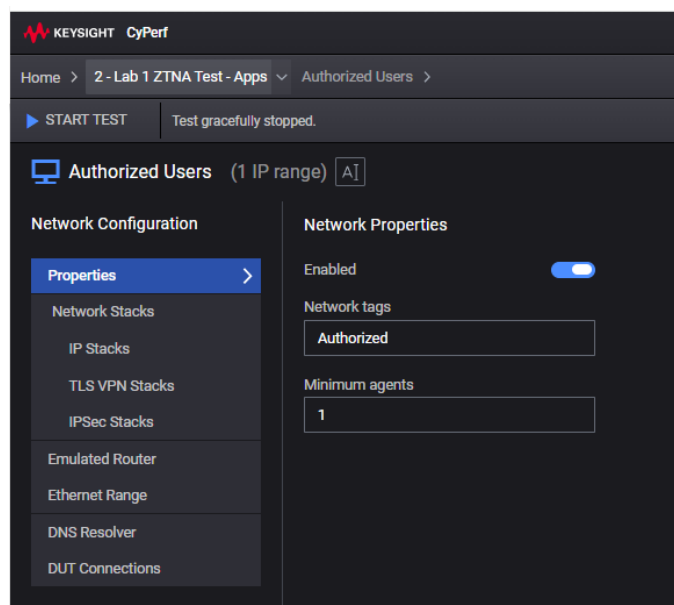 KEYSIGHT CyPerf
Home > 2 - Lab 1 ZTNA Test - Apps Authorized Users >
START TEST Test gracefully stopped.
Authorized Users (1 IP range) A
Network Configuration
Network Properties
Properties
Network Stacks
IP Stacks
TLS VPN Stacks
IPSec Stacks
Emulated Router
Ethernet Range
DNS Resolver
DUT Connections
Enabled
Network tags
Authorized
Minimum agents
1